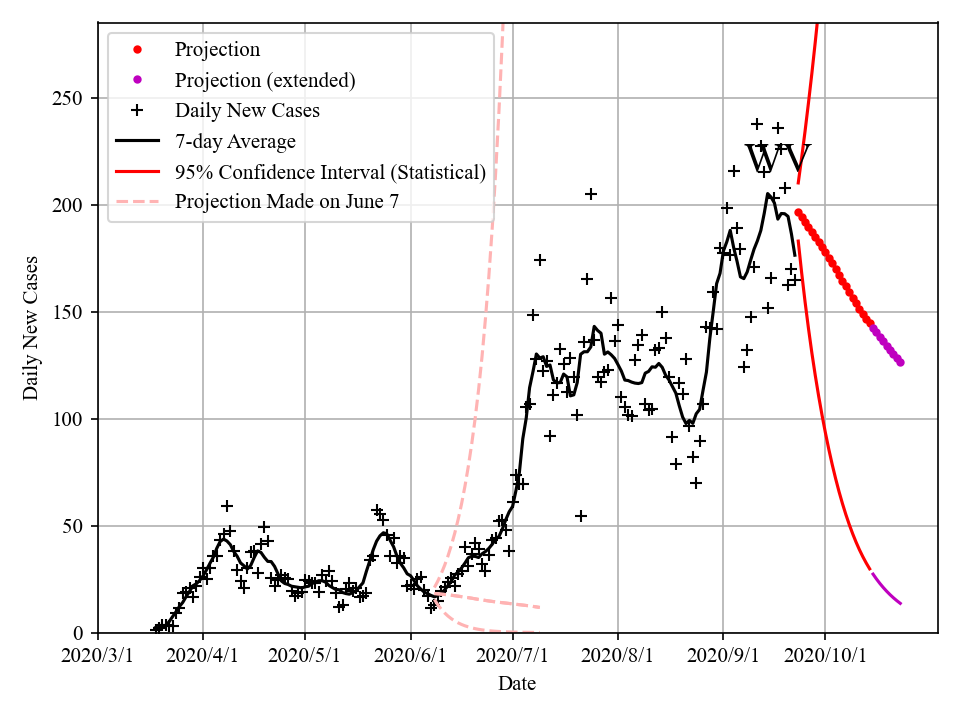 Projection
Projection (extended)
Daily New Cases
7-day Average
95% Confidence Interval (Statistical)
Projection Made on June 7
Daily New Cases
250
200
150
100
50
0
2020/3/1 2020/4/1 2020/5/1 2020/6/1 2020/7/1 2020/8/1 2020/9/1 2020/10/1
Date